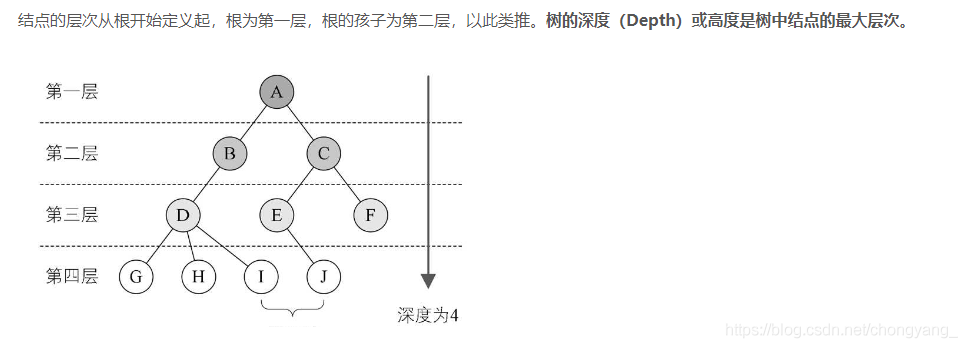 结点的层次从根开始定义起，根为第一层，根的孩子为第二层，以此类推。树的深度（Depth）或高度是树中结点的最大层次。
第一层 A
第二层 B C
第三层 D E F
第四层 G H I J
深度为4
https://blog.csdn.net/chongyang_